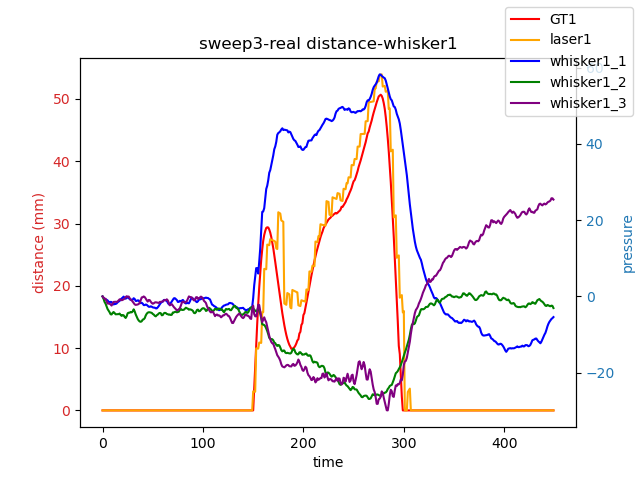 sweep3-real distance-whisker1
GT1
laser1
whisker1_1
whisker1_2
whisker1_3
distance (mm)
50
40
30
20
10
0
60
40
20
0
−20
pressure
0
100
200
300
400
time